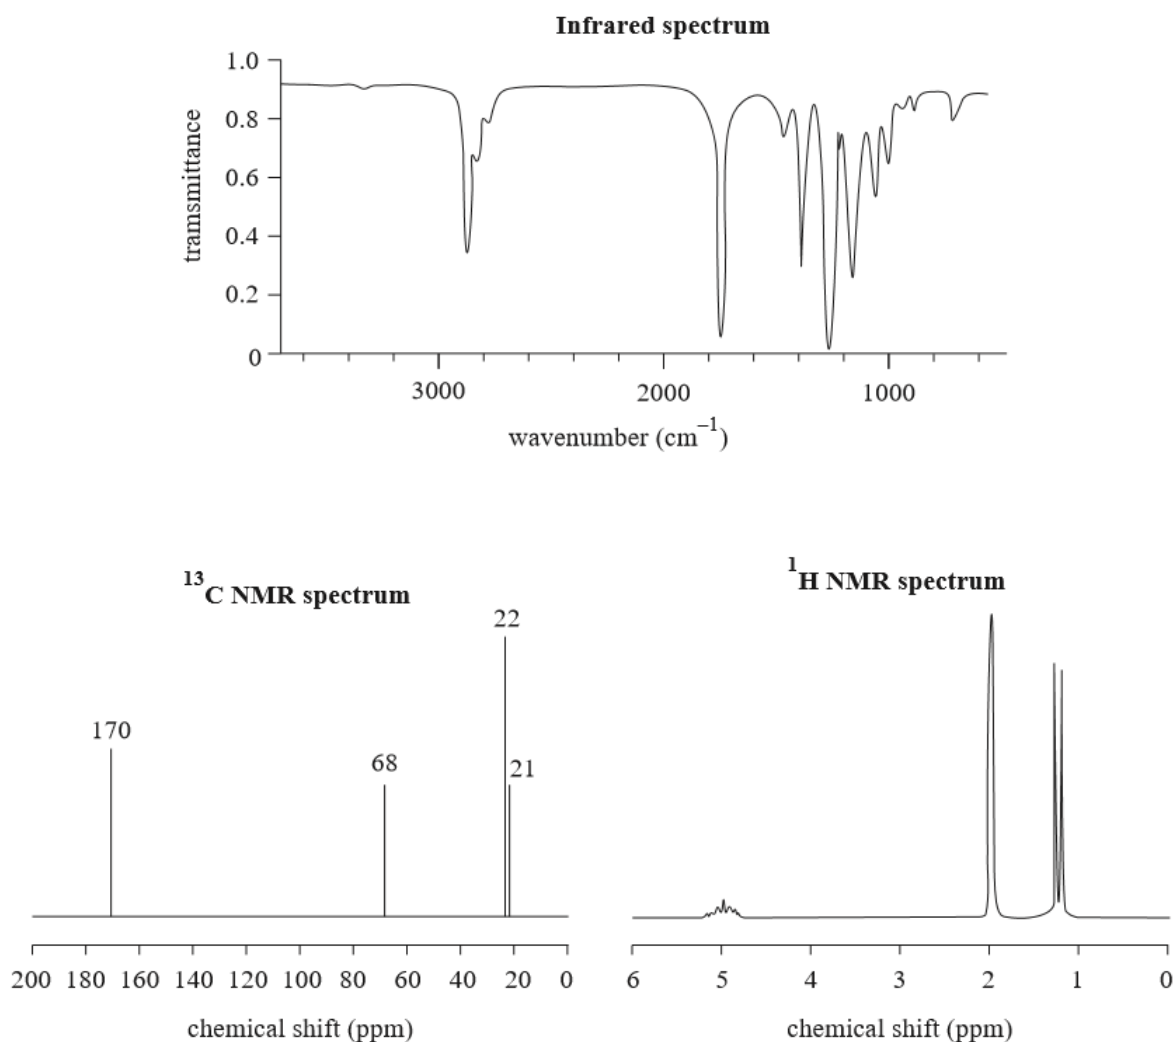 Infrared spectrum
1.0
0.8
0.6
0.4
0.2
0
tramsmittance
3000 2000 1000
wavenumber (cm–1)
13C NMR spectrum
170
68
22
21
200 180 160 140 120 100 80 60 40 20 0
chemical shift (ppm)
1H NMR spectrum
6 5 4 3 2 1 0
chemical shift (ppm)